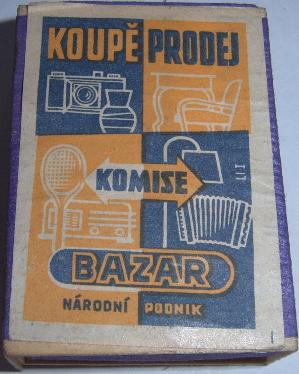 KOUPĚ PRODEJ
KOMISE
BAZAR
NÁRODNÍ PODNIK